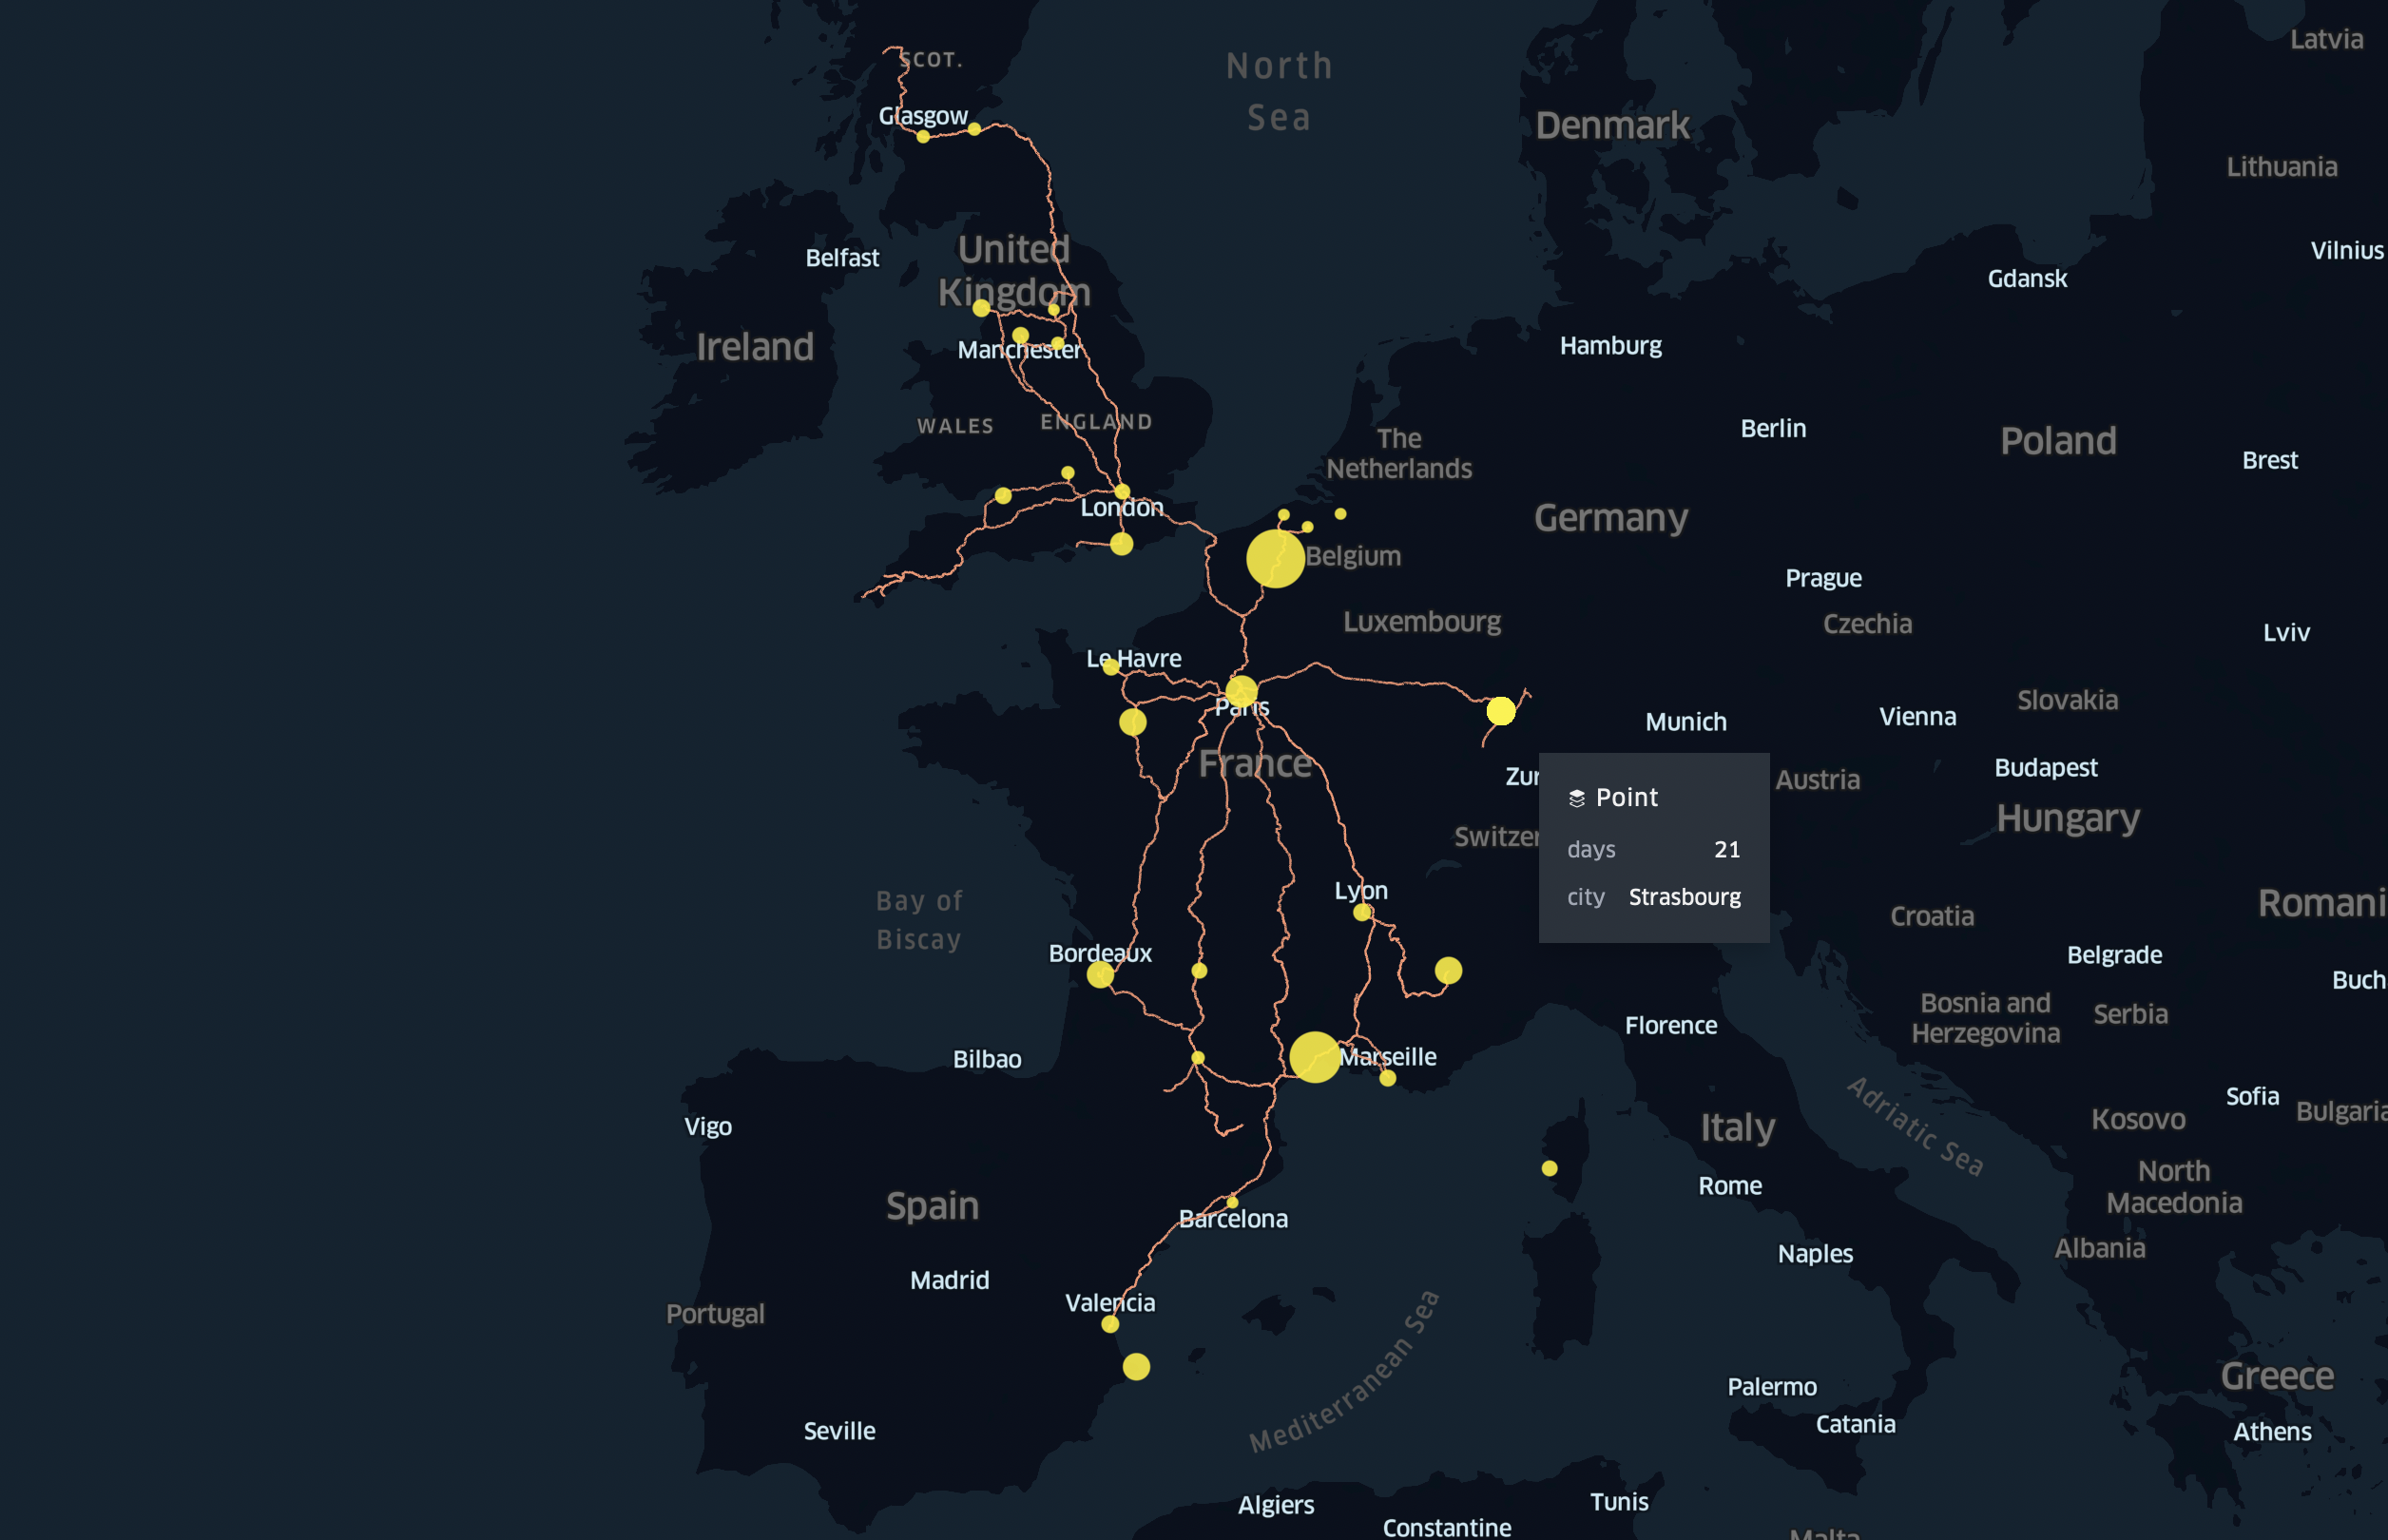 Latvia
SCOT.
North
Sea
Glasgow
Denmark
Lithuania
United
Kingdom
Belfast
Vilnius
Gdansk
Ireland
Manchester
Hamburg
WALES
ENGLAND
The
Netherlands
Berlin
Poland
Brest
London
Germany
Belgium
Prague
Luxembourg
Czechia
Lviv
Le Havre
Paris
Slovakia
Munich
Vienna
France
Zur
Budapest
Austria
Point
Hungary
Switzer
days 21
city Strasbourg
Lyon
Bay of
Biscay
Romani
Croatia
Bordeaux
Belgrade
Buch
Bosnia and
Herzegovina
Serbia
Florence
Bilbao
Marseille
Adriatic Sea
Sofia
Bulgaria
Kosovo
Vigo
Italy
North
Macedonia
Rome
Spain
Barcelona
Albania
Naples
Madrid
Portugal
Valencia
Mediterranean Sea
Greece
Palermo
Catania
Seville
Athens
Algiers
Tunis
Constantine
Malta